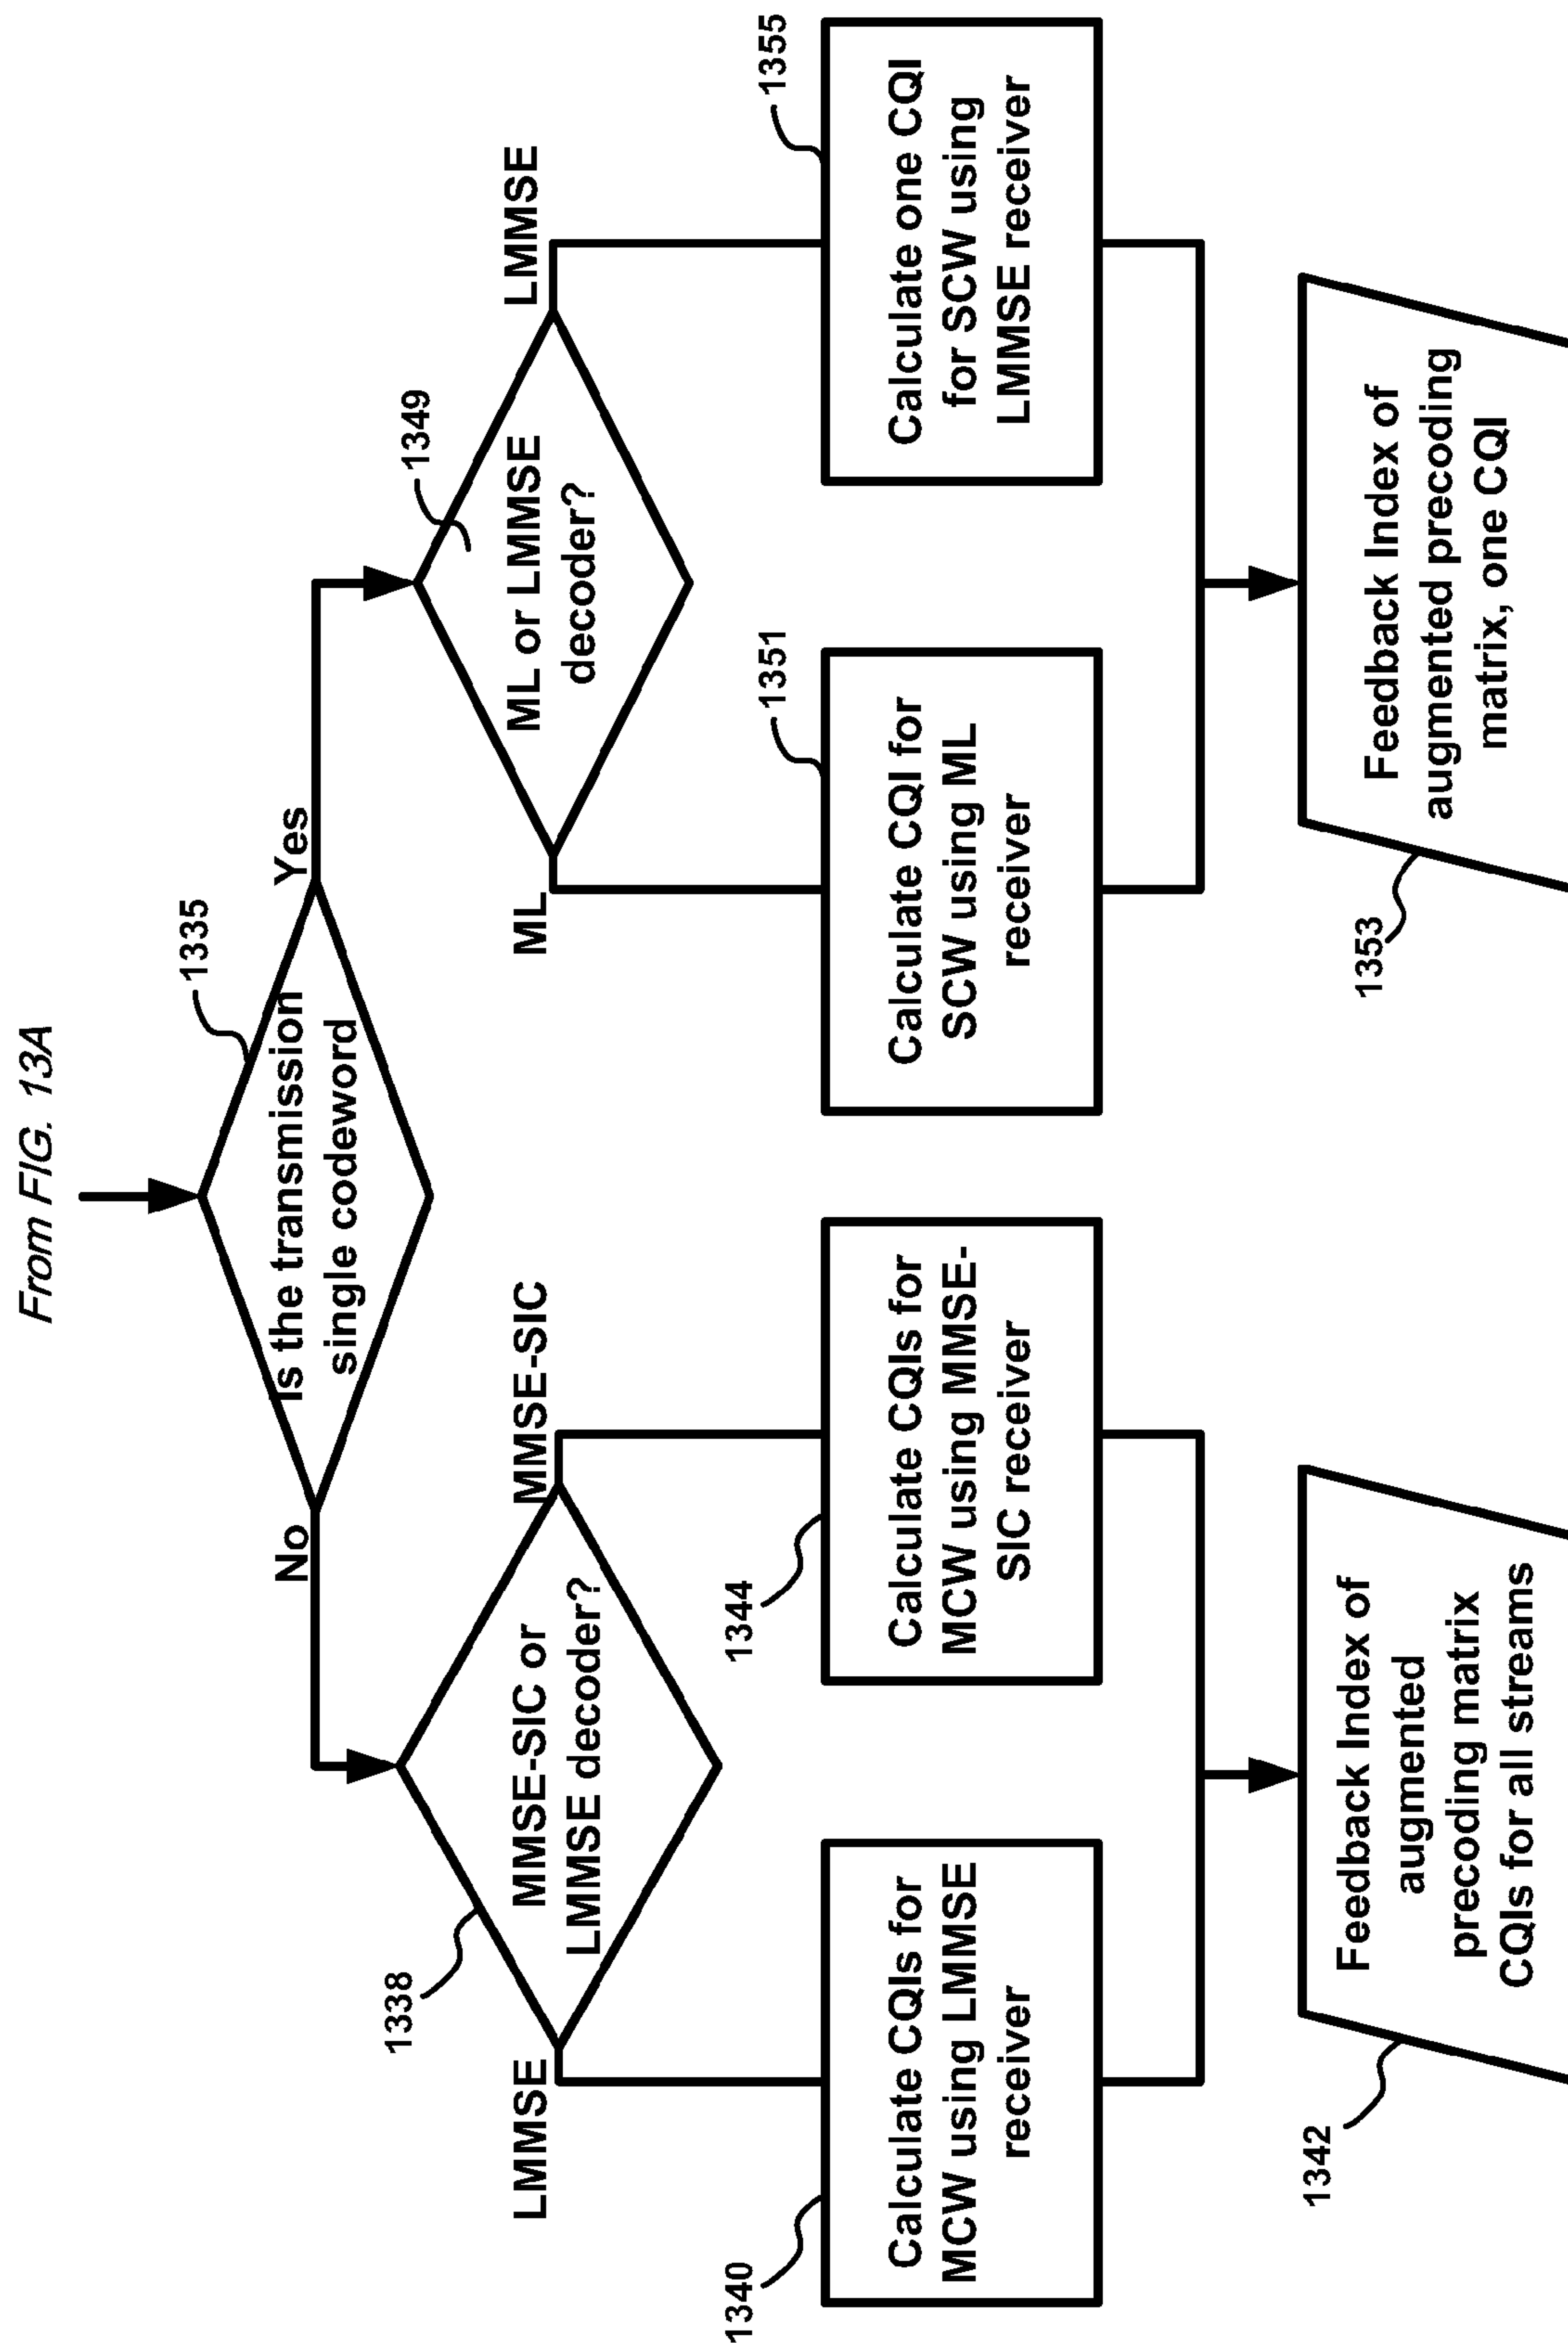 From FIG. 13A
1335
Is the transmission
single codeword
No
Yes
1338
MMSE-SIC or
LMMSE decoder?
LMMSE
MMSE-SIC
1349
ML or LMMSE
decoder?
ML
LMMSE
1340
Calculate CQIs for
MCW using LMMSE
receiver
1344
Calculate CQIs for
MCW using MMSE-
SIC receiver
1351
Calculate CQI for
SCW using ML
receiver
1355
Calculate one CQI
for SCW using
LMMSE receiver
1342
Feedback Index of
augmented
precoding matrix
CQIs for all streams
1353
Feedback Index of
augmented precoding
matrix, one CQI